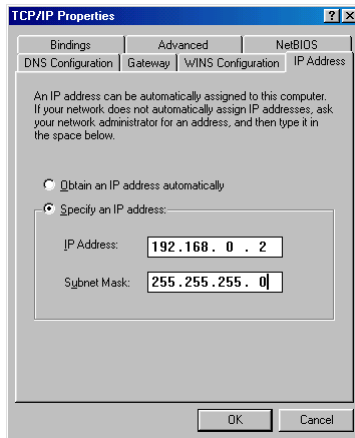 TCP/IP Properties
Bindings Advanced NetBIOS
DNS Configuration Gateway WINS Configuration IP Address
An IP address can be automatically assigned to this computer.
If your network does not automatically assign IP addresses, ask
your network administrator for an address, and then type it in
the space below.
Obtain an IP address automatically
Specify an IP address:
IP Address: 192.168. 0 . 2
Subnet Mask: 255.255.255. 0
OK Cancel